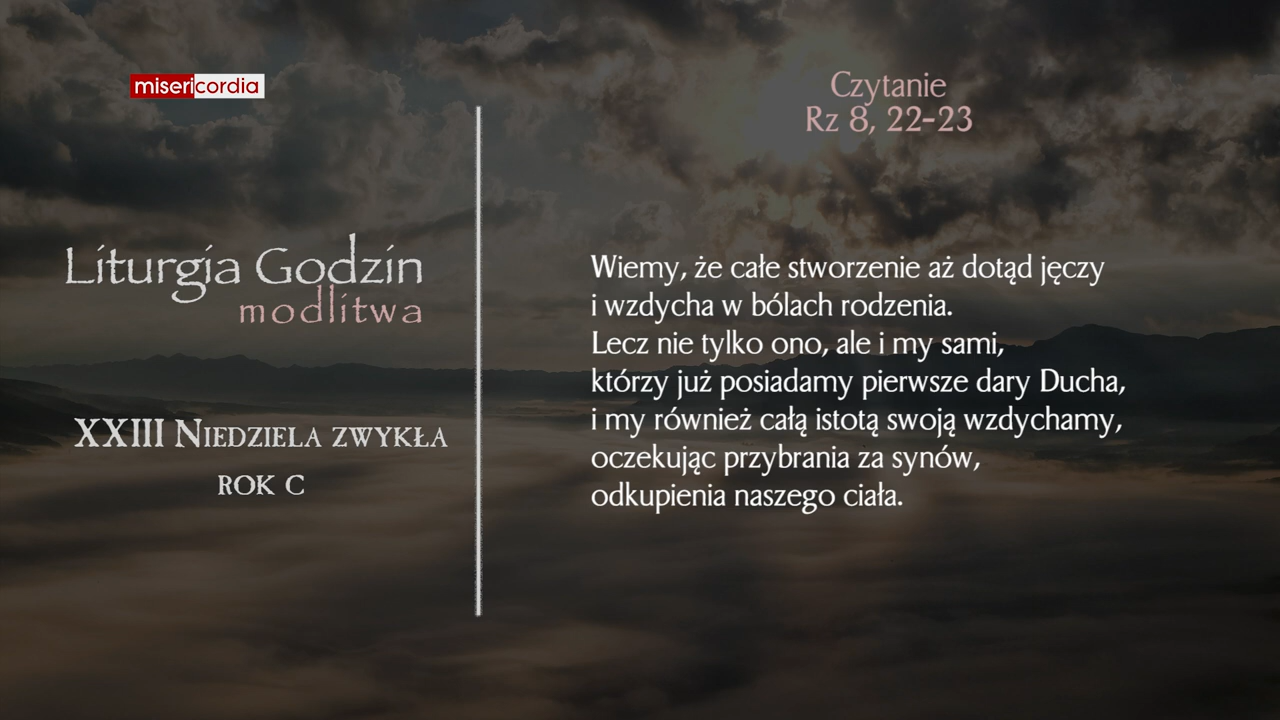 misericordia
Liturgia Godzin
modlitwa
XXIII Niedziela zwykła
rok C
Czytanie
Rz 8, 22-23
Wiemy, że całe stworzenie aż dotąd jęczy
i wzdycha w bólach rodzenia.
Lecz nie tylko ono, ale i my sami,
którzy już posiadamy pierwsze dary Ducha,
i my również całą istotą swoją wzdychamy,
oczekując przybrania za synów,
odkupienia naszego ciała.